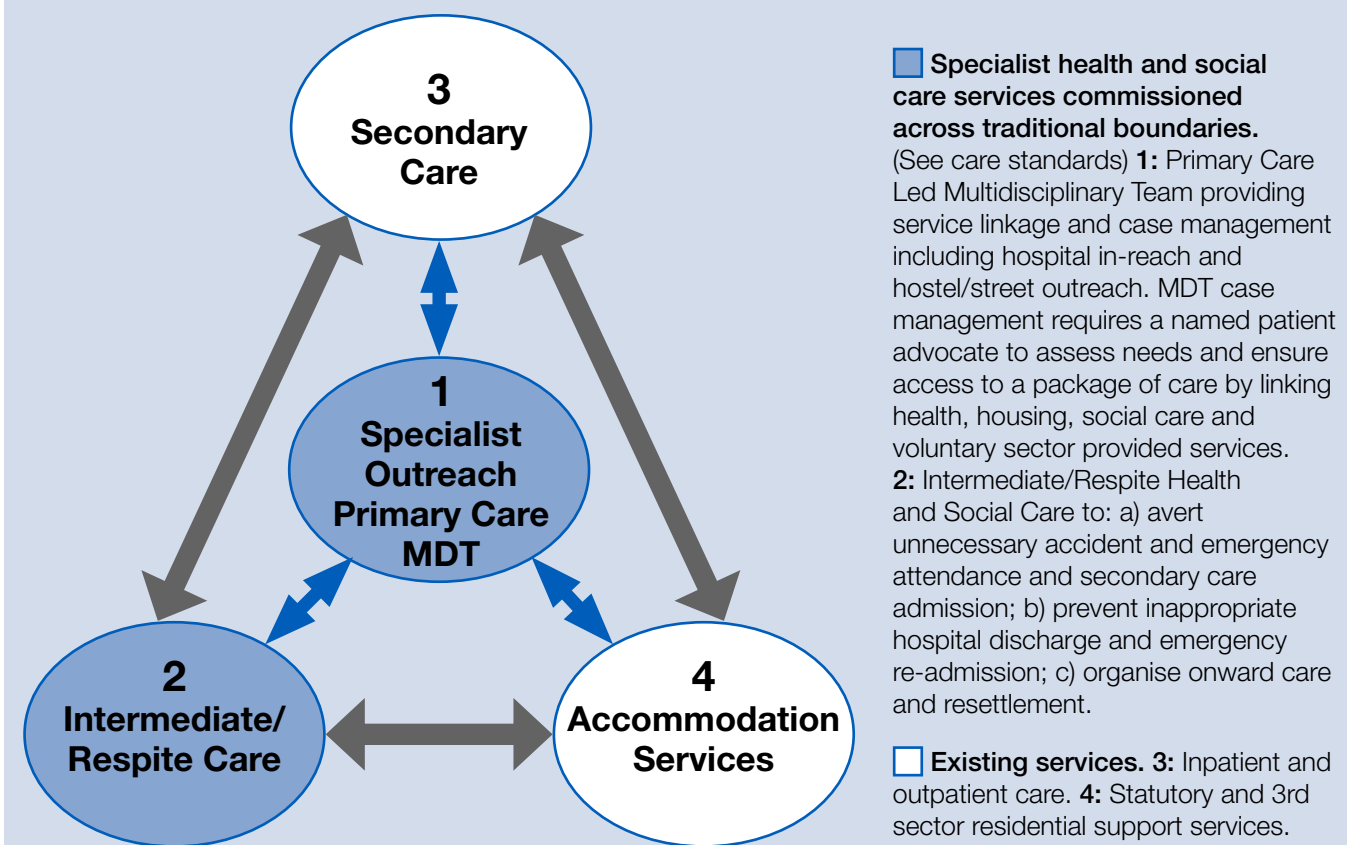 3
Secondary
Care
1
Specialist
Outreach
Primary Care
MDT
2
Intermediate/
Respite Care
4
Accommodation
Services
Specialist health and social
care services commissioned
across traditional boundaries.
(See care standards) 1: Primary Care
Led Multidisciplinary Team providing
service linkage and case management
including hospital in-reach and
hostel/street outreach. MDT case
management requires a named patient
advocate to assess needs and ensure
access to a package of care by linking
health, housing, social care and
voluntary sector provided services.
2: Intermediate/Respite Health
and Social Care to: a) avert
unnecessary accident and emergency
attendance and secondary care
admission; b) prevent inappropriate
hospital discharge and emergency
re-admission; c) organise onward care
and resettlement.
Existing services. 3: Inpatient and
outpatient care. 4: Statutory and 3rd
sector residential support services.